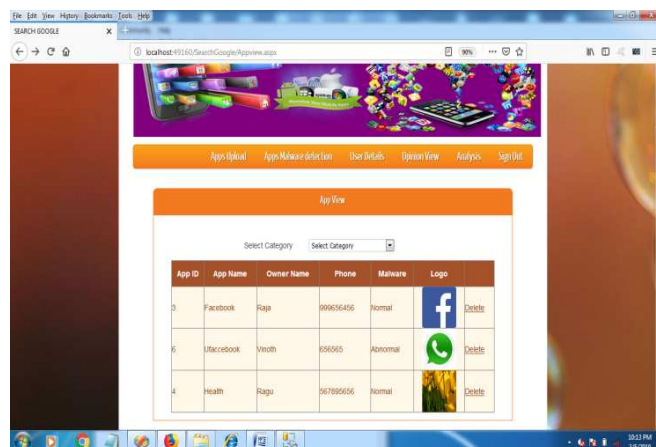 File Edit View History Bookmarks Tools Help
SEARCH GOOGLE
localhost:49160/SearchGoogle/Appview.aspx
90%
Apps Upload Apps Malware detection User Details Opinion View Analysis Sign Out
App View
Select Category Select Category
App ID App Name Owner Name Phone Malware Logo
3 Facebook Raja 999656456 Normal Delete
6 Ufaccebook Vinoth 656565 Abnormal Delete
4 Health Ragu 567895656 Normal Delete
10:13 PM